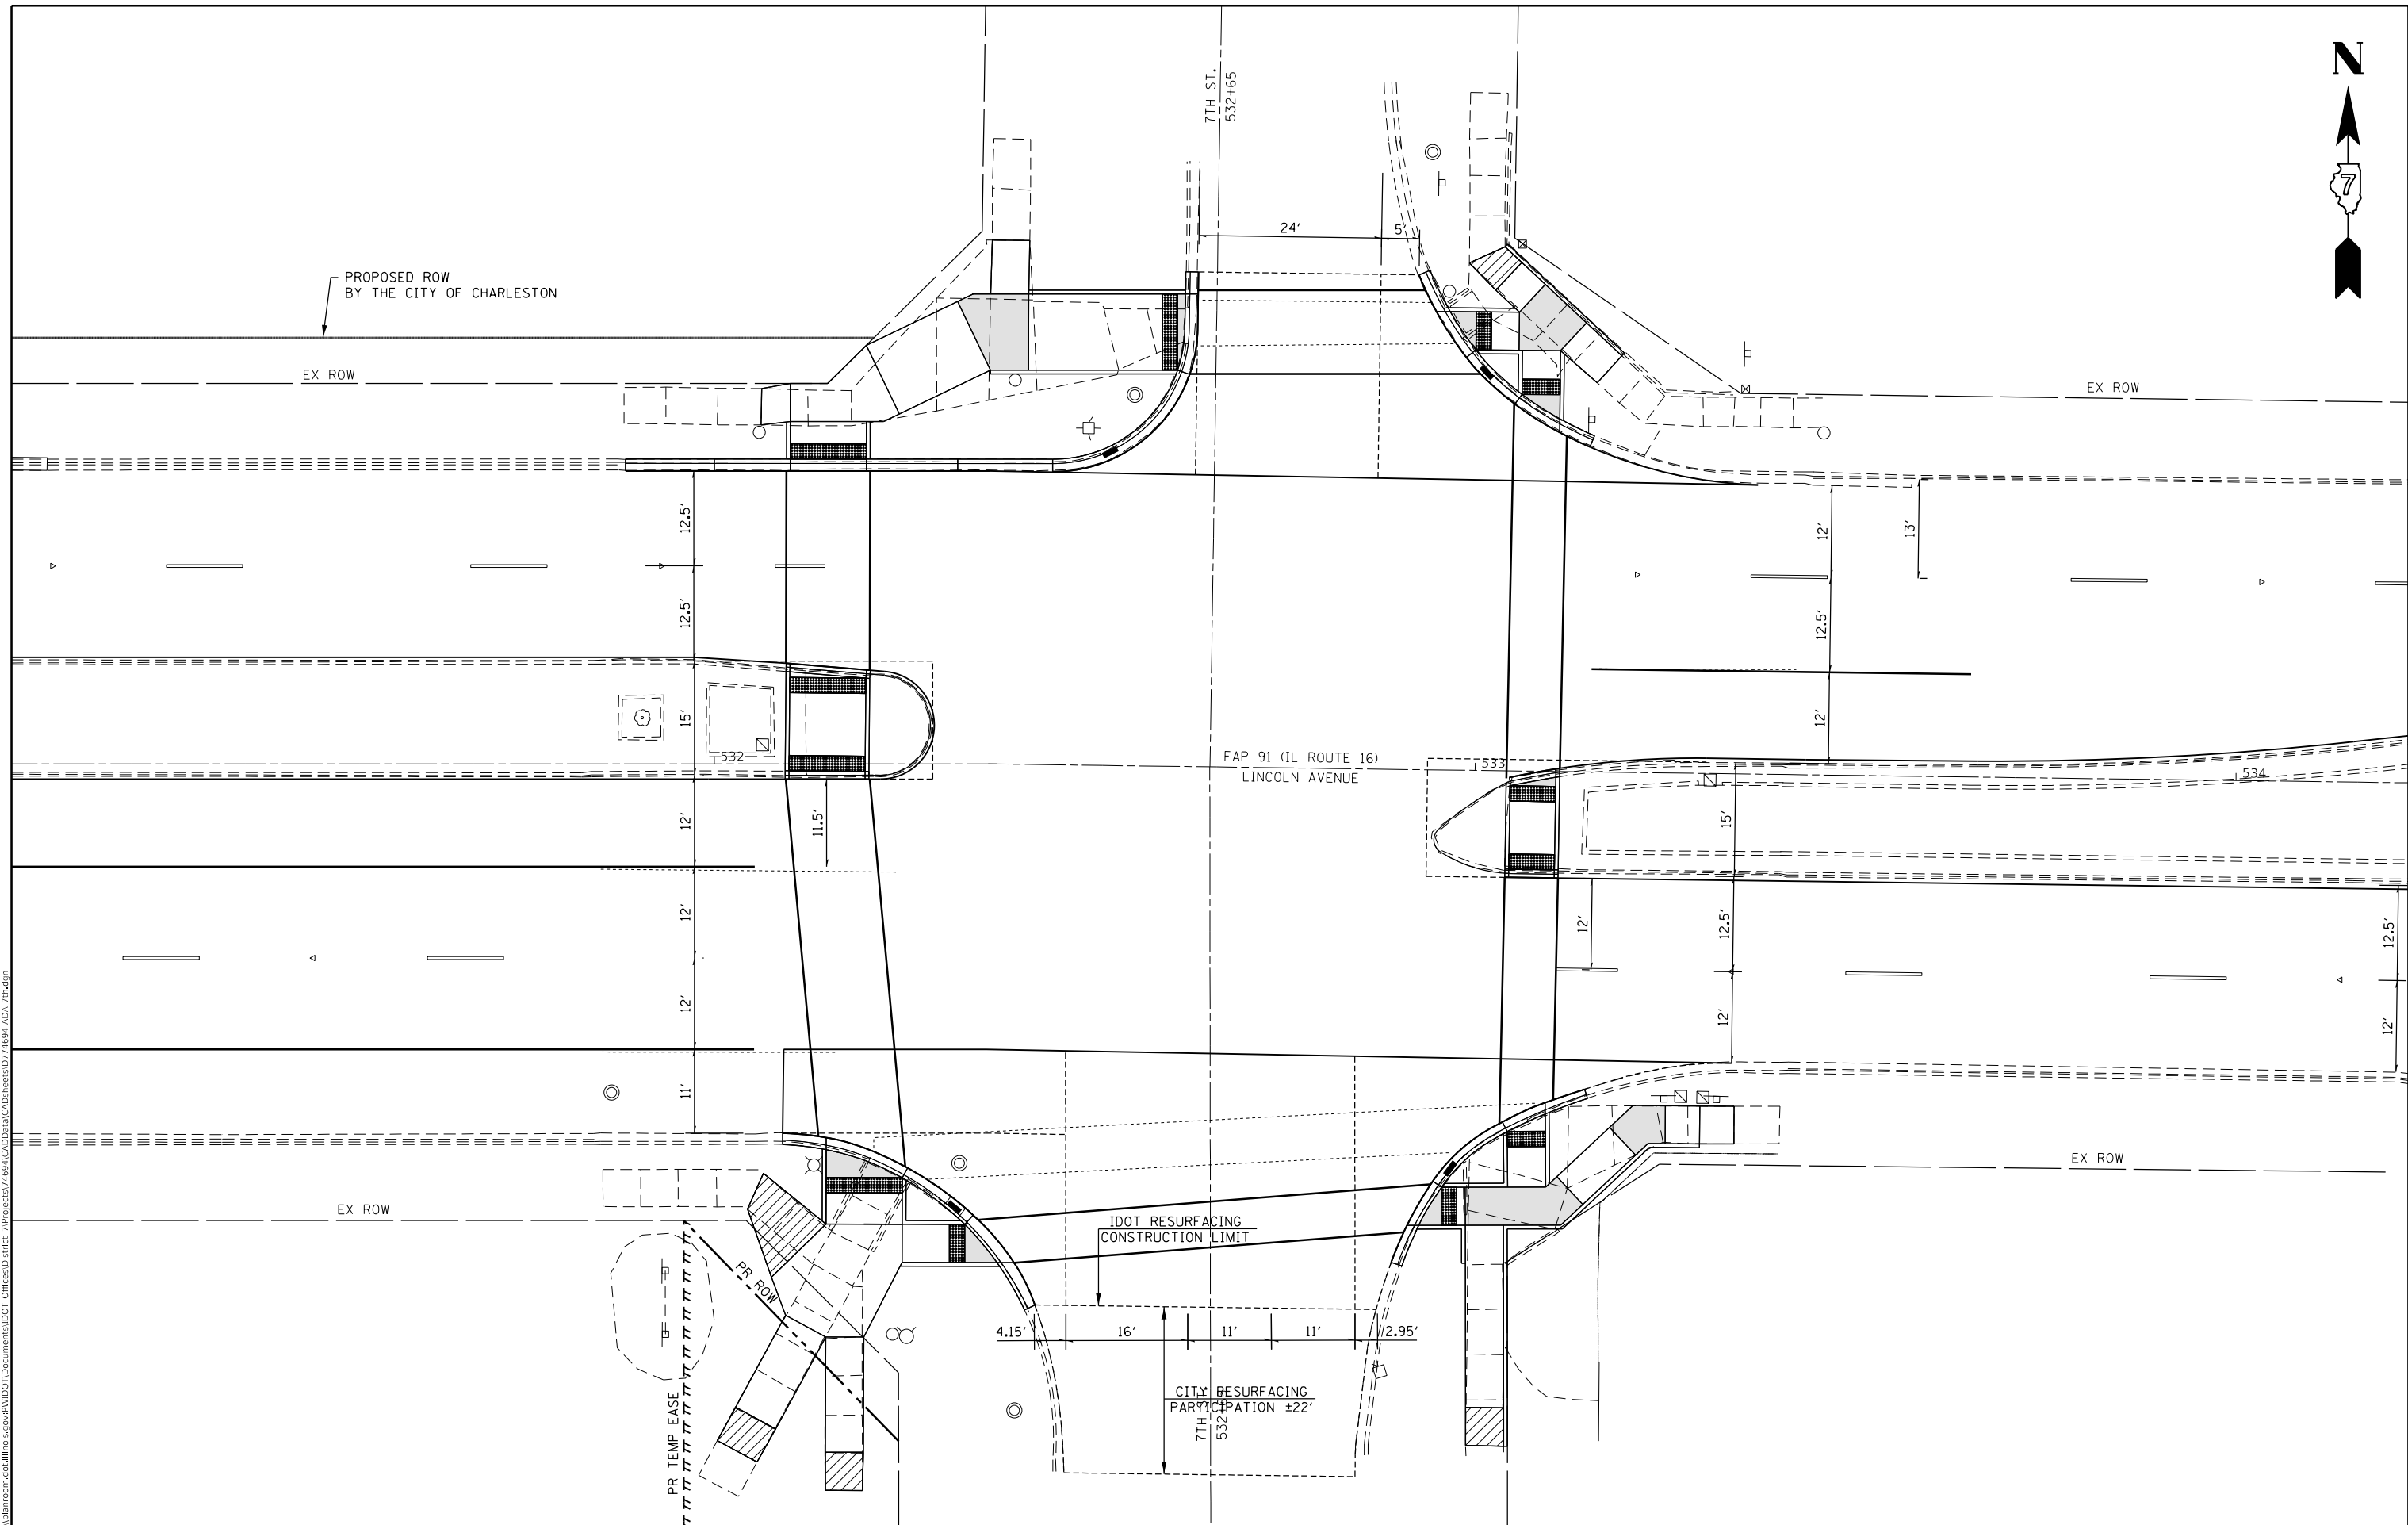 N
7
7TH ST.
532+65
24'
5'
PROPOSED ROW
BY THE CITY OF CHARLESTON
EX ROW
EX ROW
12.5'
12'
13'
12.5'
12.5'
15'
12'
532
FAP 91 (IL ROUTE 16)
LINCOLN AVENUE
533
534
12'
11.5'
15'
12'
12'
12.5'
12.5'
12'
12'
12'
11'
EX ROW
EX ROW
IDOT RESURFACING
CONSTRUCTION LIMIT
PR ROW
4.15'
16'
11'
11'
2.95'
CITY RESURFACING
PARTICIPATION ±22'
7TH ST.
PR TEMP EASE